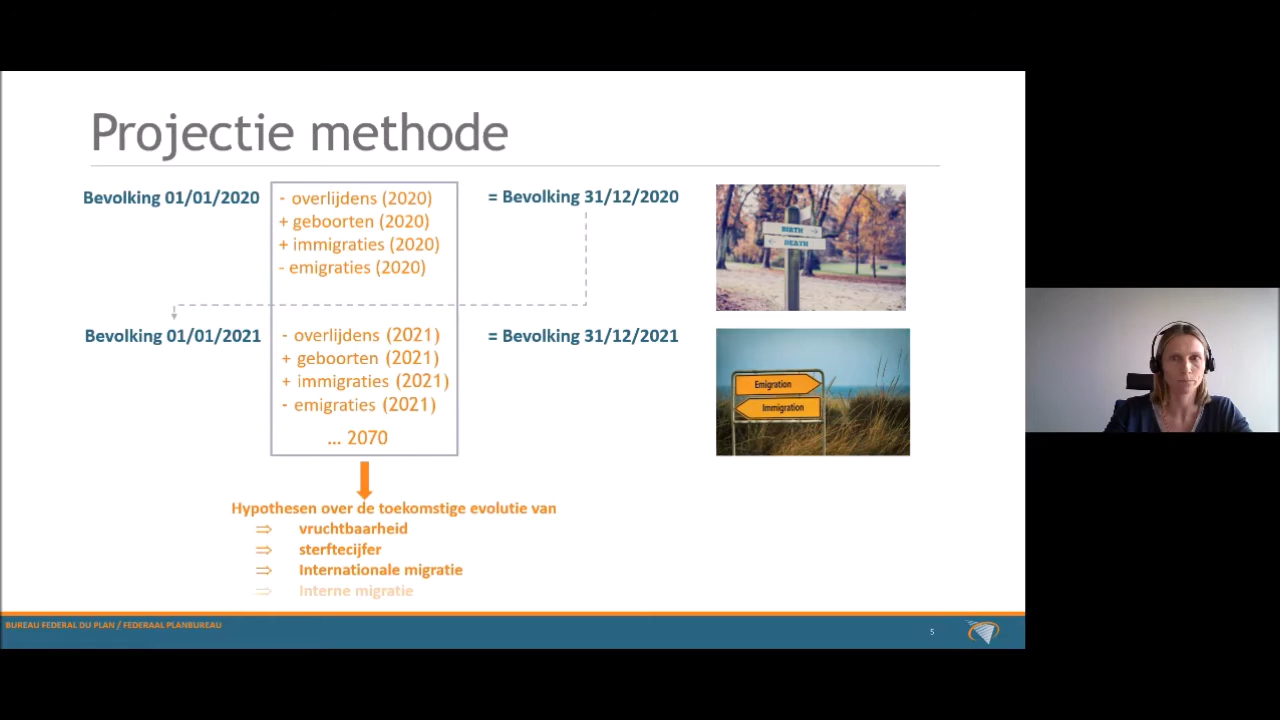 Projectie methode
Bevolking 01/01/2020
- overlijdens (2020)
+ geboorten (2020)
+ immigraties (2020)
- emigraties (2020)
= Bevolking 31/12/2020
Bevolking 01/01/2021
- overlijdens (2021)
+ geboorten (2021)
+ immigraties (2021)
- emigraties (2021)
= Bevolking 31/12/2021
... 2070
BIRTH
DEATH
Emigration
Immigration
Hypothesen over de toekomstige evolutie van
⇒ vruchtbaarheid
⇒ sterftecijfer
⇒ Internationale migratie
⇒ Interne migratie
BUREAU FEDERAL DU PLAN / FEDERAAL PLANBUREAU
5